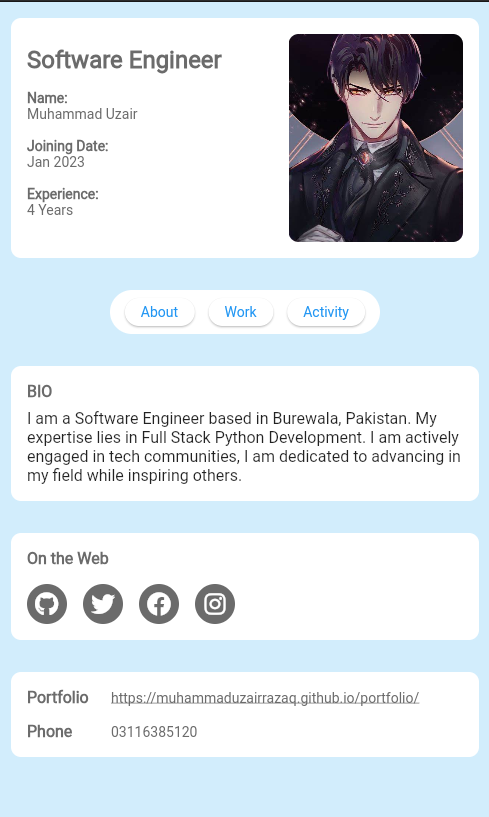 Software Engineer
Name:
Muhammad Uzair
Joining Date:
Jan 2023
Experience:
4 Years
About
Work
Activity
BIO
I am a Software Engineer based in Burewala, Pakistan. My
expertise lies in Full Stack Python Development. I am actively
engaged in tech communities, I am dedicated to advancing in
my field while inspiring others.
On the Web
Portfolio https://muhammaduzairrazaq.github.io/portfolio/
Phone 03116385120